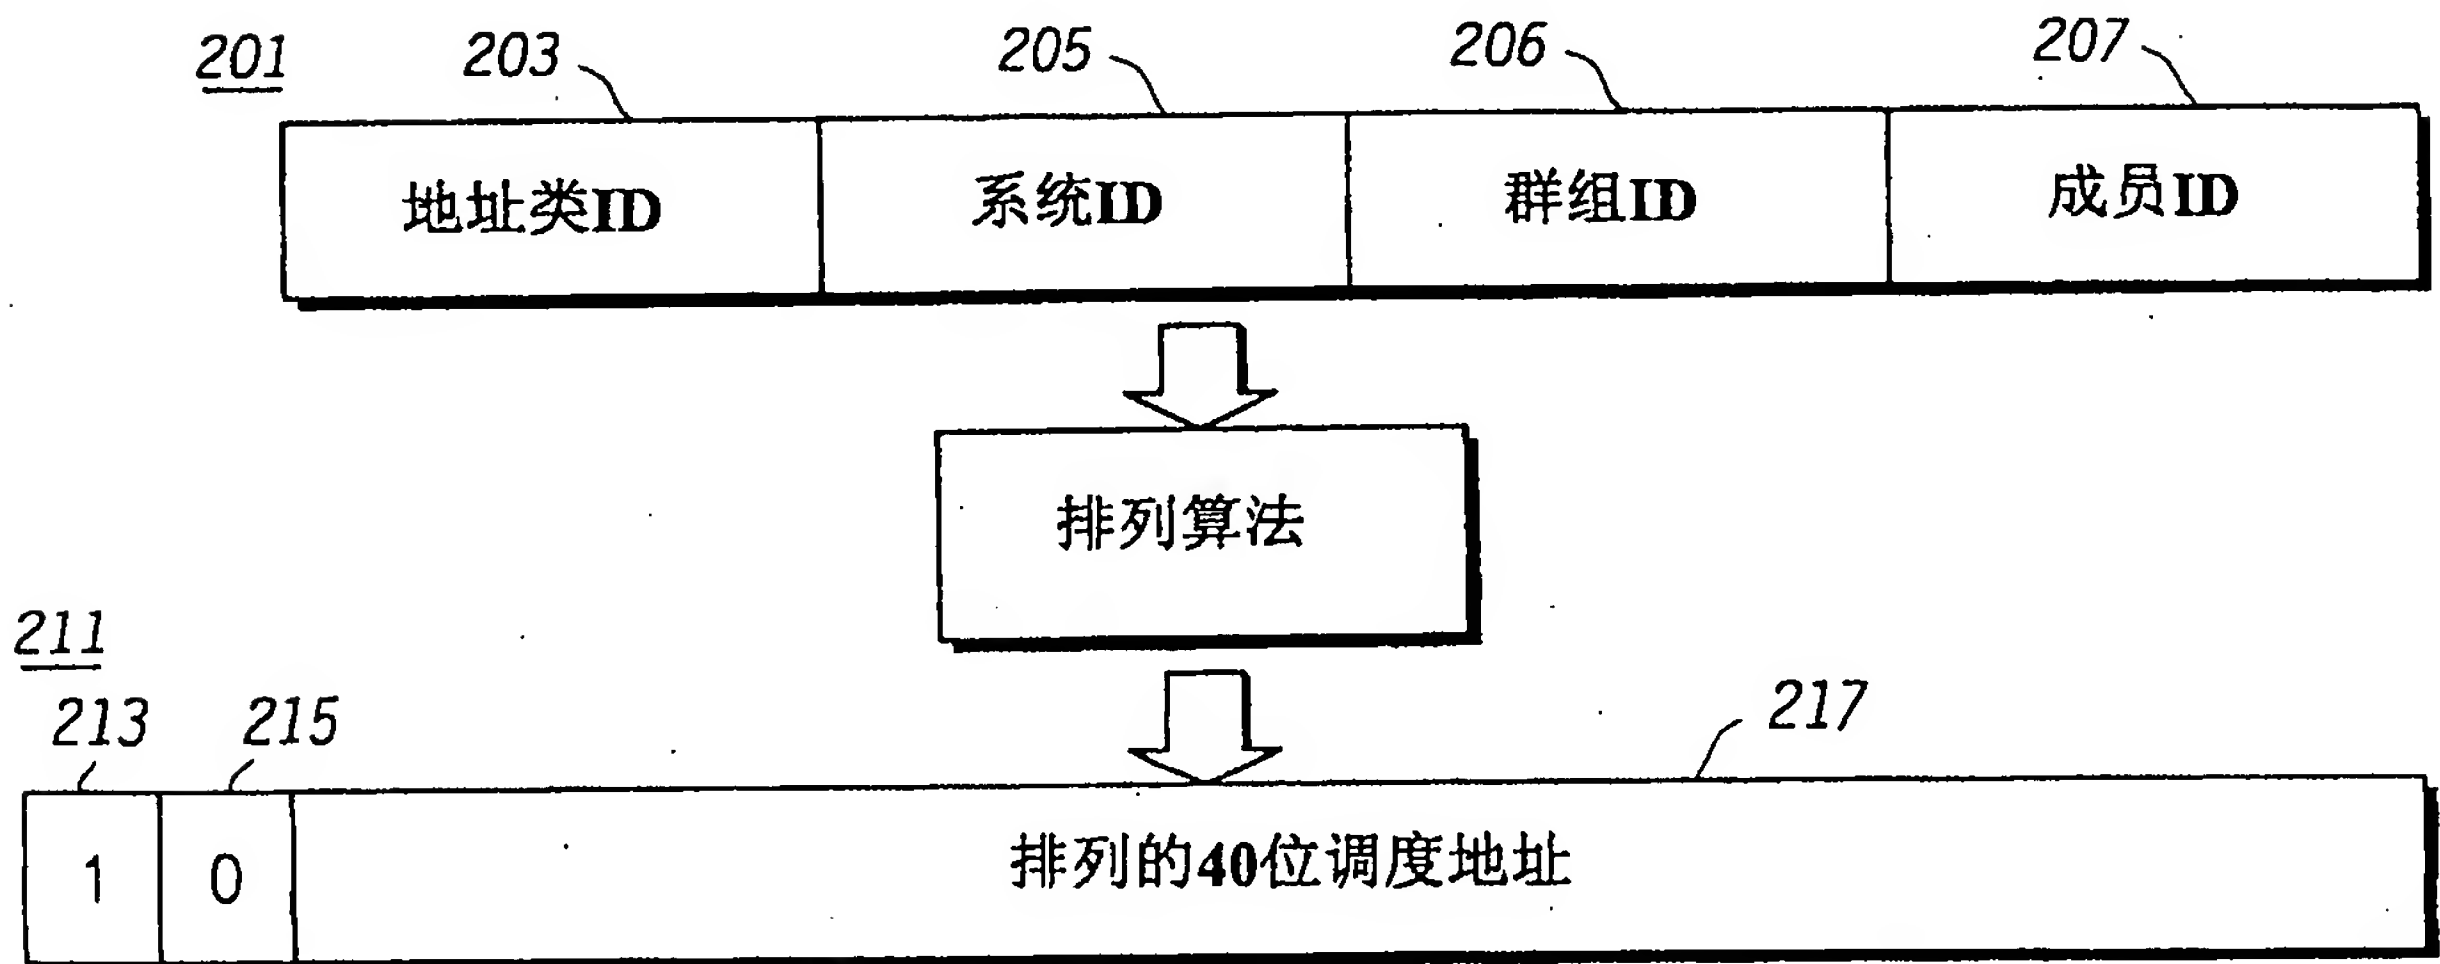 201 203 205 206 207
地址类ID 系统ID 群组ID 成员ID
排列算法
211
213 215 217
1 0 排列的40位调度地址